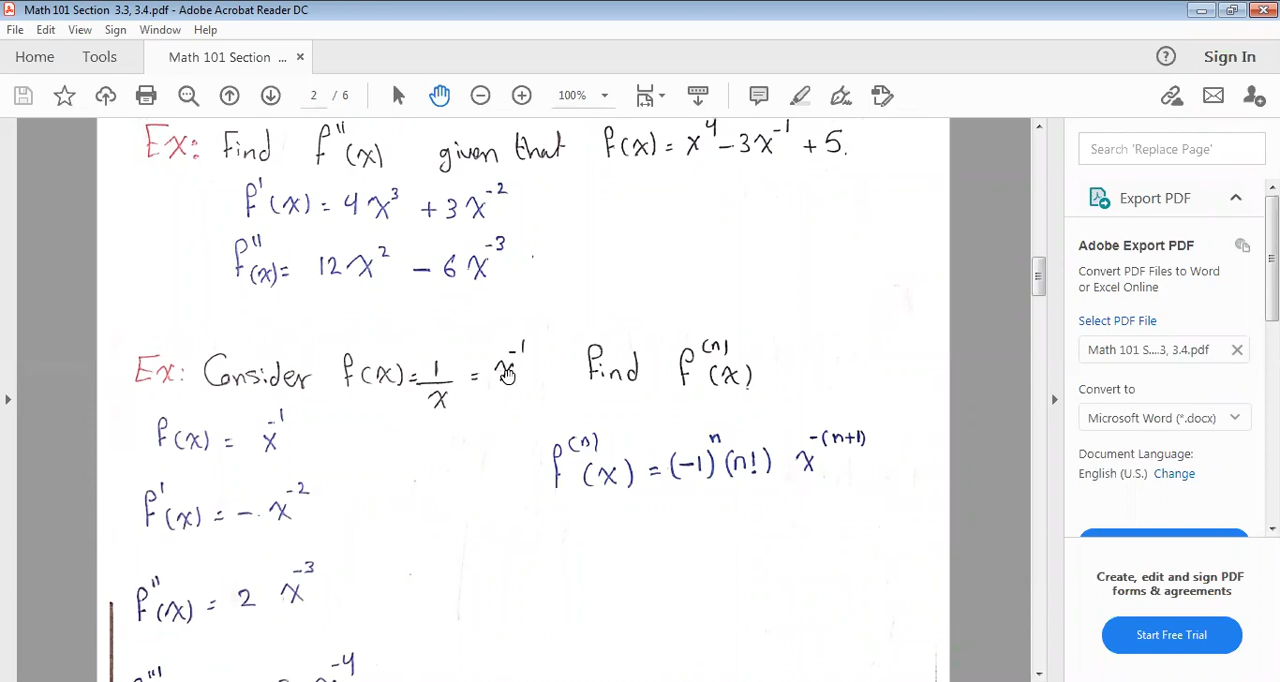 Math 101 Section 3.3, 3.4.pdf - Adobe Acrobat Reader DC
File Edit View Sign Window Help
Home Tools Math 101 Section ... × Sign In
2 / 6 100%
Ex: Find f''(x) given that f(x) = x⁴ - 3x⁻¹ + 5.
f'(x) = 4x³ + 3x⁻²
f''(x) = 12x² - 6x⁻³
Ex: Consider f(x) = 1/x = x⁻¹ Find f⁽ⁿ⁾(x)
f(x) = x⁻¹
f⁽ⁿ⁾(x) = (-1)ⁿ (n!) x^-(n+1)
f'(x) = - x⁻²
f''(x) = 2 x⁻³
x⁻⁴
Search 'Replace Page'
Export PDF
Adobe Export PDF
Convert PDF Files to Word
or Excel Online
Select PDF File
Math 101 S....3, 3.4.pdf ×
Convert to
Microsoft Word (*.docx)
Document Language:
English (U.S.) Change
Create, edit and sign PDF
forms & agreements
Start Free Trial